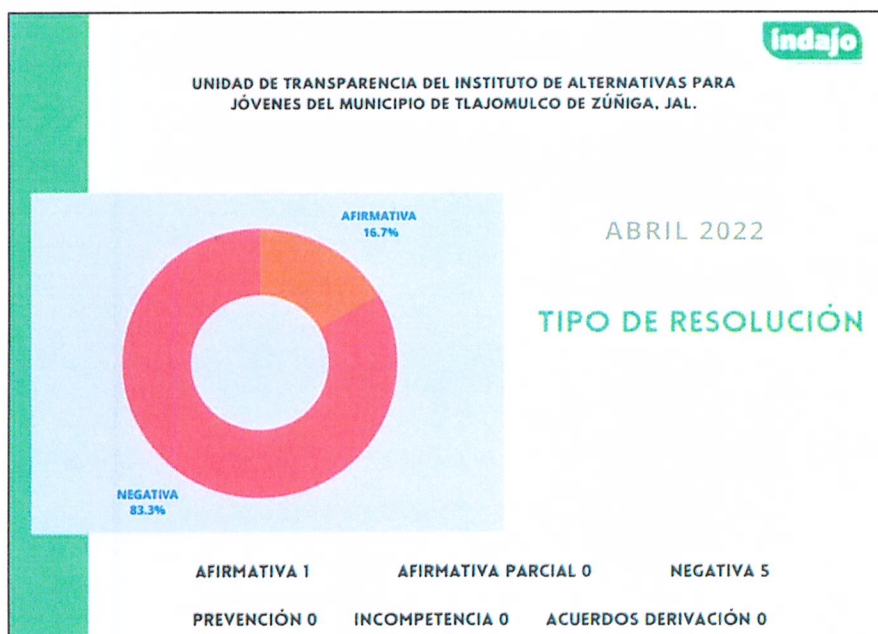 indajo
UNIDAD DE TRANSPARENCIA DEL INSTITUTO DE ALTERNATIVAS PARA
JÓVENES DEL MUNICIPIO DE TLAJOMULCO DE ZÚÑIGA, JAL.
AFIRMATIVA
16.7%
ABRIL 2022
TIPO DE RESOLUCIÓN
NEGATIVA
83.3%
AFIRMATIVA 1 AFIRMATIVA PARCIAL 0 NEGATIVA 5
PREVENCIÓN 0 INCOMPETENCIA 0 ACUERDOS DERIVACIÓN 0